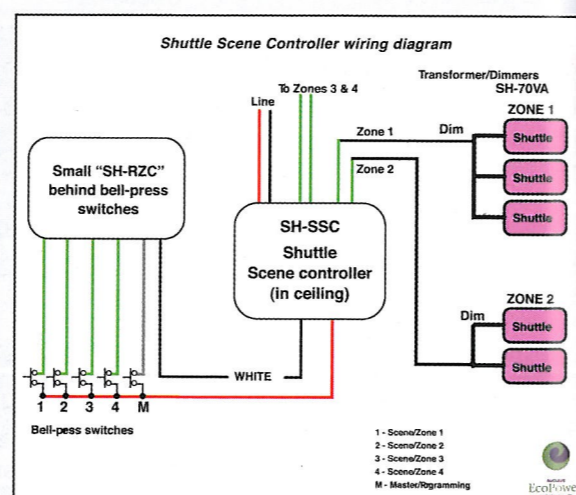 Shuttle Scene Controller wiring diagram
Transformer/Dimmers
SH-70VA
To Zones 3 & 4
Line
ZONE 1
Zone 1
Dim
Shuttle
Zone 2
Shuttle
Shuttle
Small "SH-RZC"
behind bell-press
switches
SH-SSC
Shuttle
Scene controller
(in ceiling)
ZONE 2
Dim
Shuttle
Shuttle
WHITE
1 2 3 4 M
Bell-pess switches
1 - Scene/Zone 1
2 - Scene/Zone 2
3 - Scene/Zone 3
4 - Scene/Zone 4
M - Master/Rgramming
EcoPowe